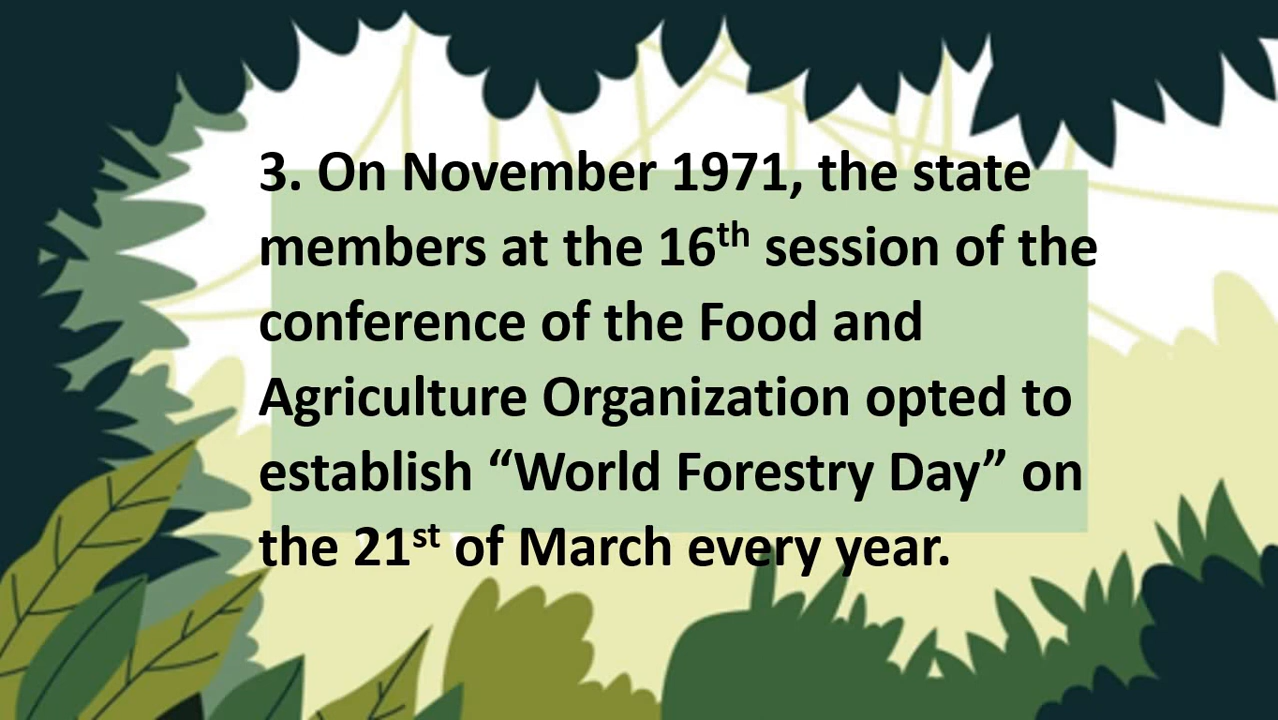 3. On November 1971, the state
members at the 16th session of the
conference of the Food and
Agriculture Organization opted to
establish “World Forestry Day” on
the 21st of March every year.